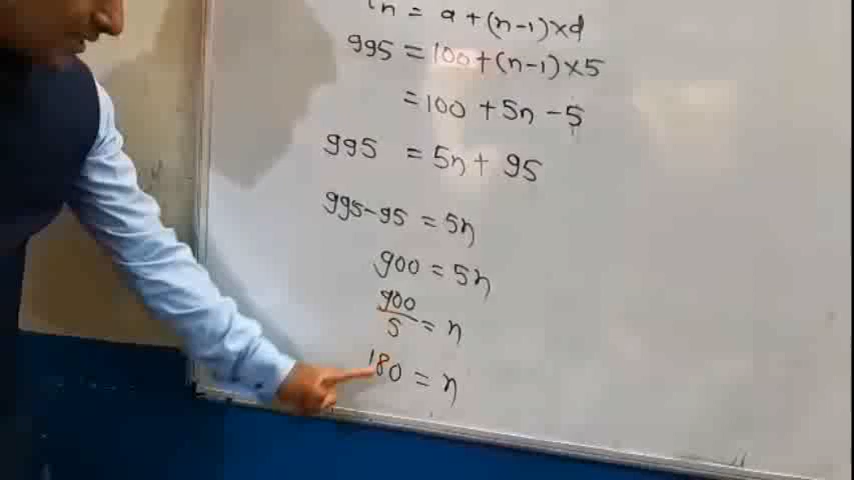 tn = a + (n-1)×d
995 = 100 + (n-1)×5
= 100 + 5n - 5
995 = 5n + 95
995-95 = 5n
900 = 5n
900/5 = n
180 = n